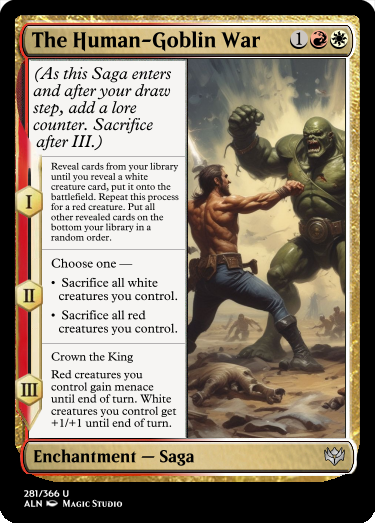 The Human-Goblin War 1
(As this Saga enters
and after your draw
step, add a lore
counter. Sacrifice
after III.)
I
Reveal cards from your library
until you reveal a white
creature card, put it onto the
battlefield. Repeat this process
for a red creature. Put all
other revealed cards on the
bottom your library in a
random order.
II
Choose one —
• Sacrifice all white
creatures you control.
• Sacrifice all red
creatures you control.
III
Crown the King
Red creatures you
control gain menace
until end of turn. White
creatures you control get
+1/+1 until end of turn.
Enchantment — Saga
281/366 U
ALN Magic Studio